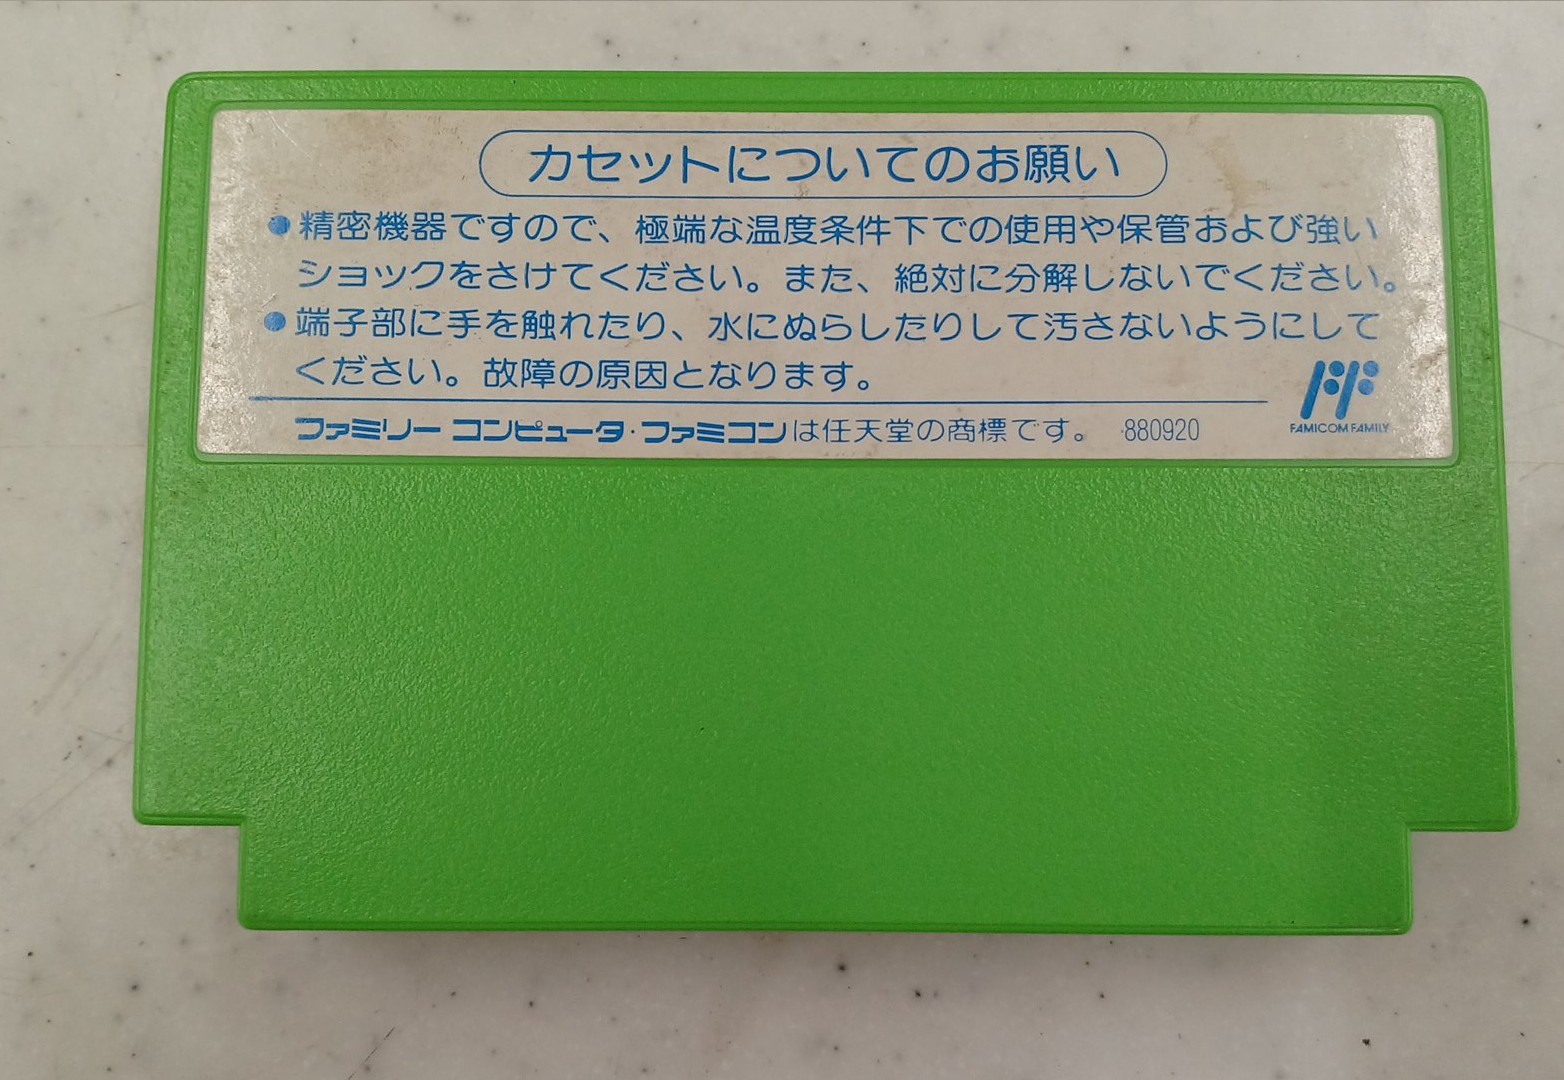 カセットについてのお願い
●精密機器ですので、極端な温度条件下での使用や保管および強い
ショックをさけてください。また、絶対に分解しないでください。
●端子部に手を触れたり、水にぬらしたりして汚さないようにして
ください。故障の原因となります。
ファミリー コンピュータ・ファミコンは任天堂の商標です。 880920
FAMICOM FAMILY